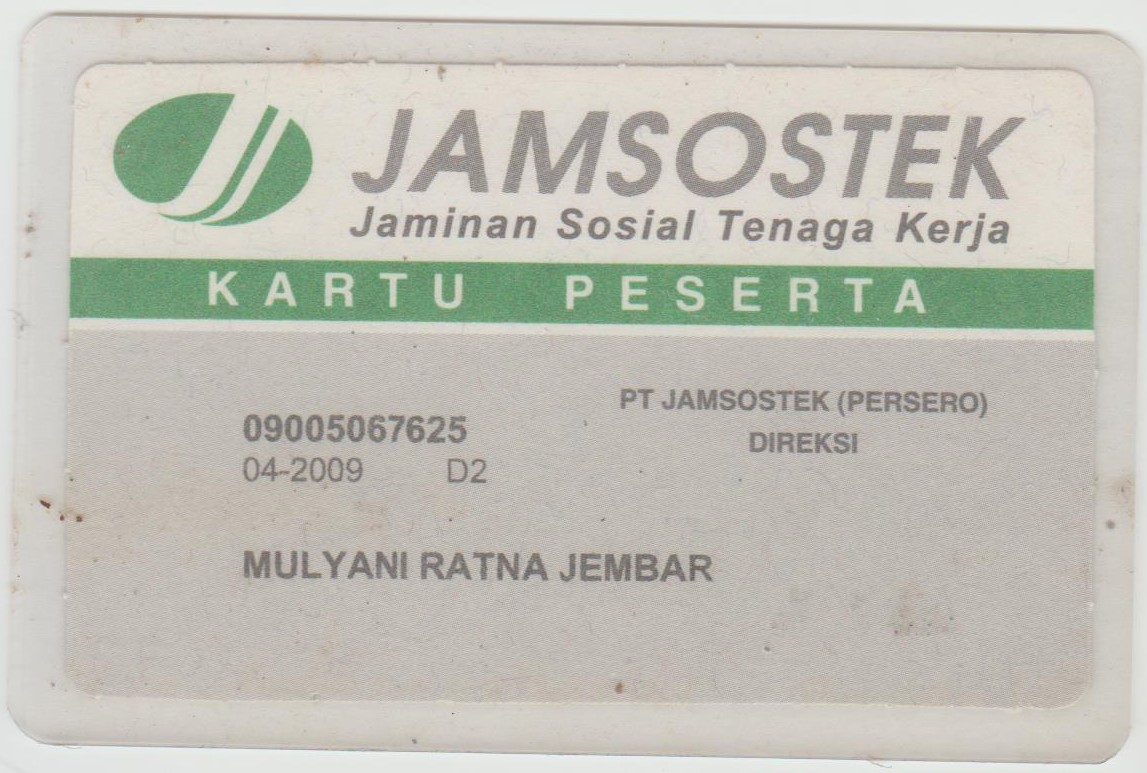 JAMSOSTEK
Jaminan Sosial Tenaga Kerja
KARTU PESERTA
PT JAMSOSTEK (PERSERO)
DIREKSI
09005067625
04-2009 D2
MULYANI RATNA JEMBAR